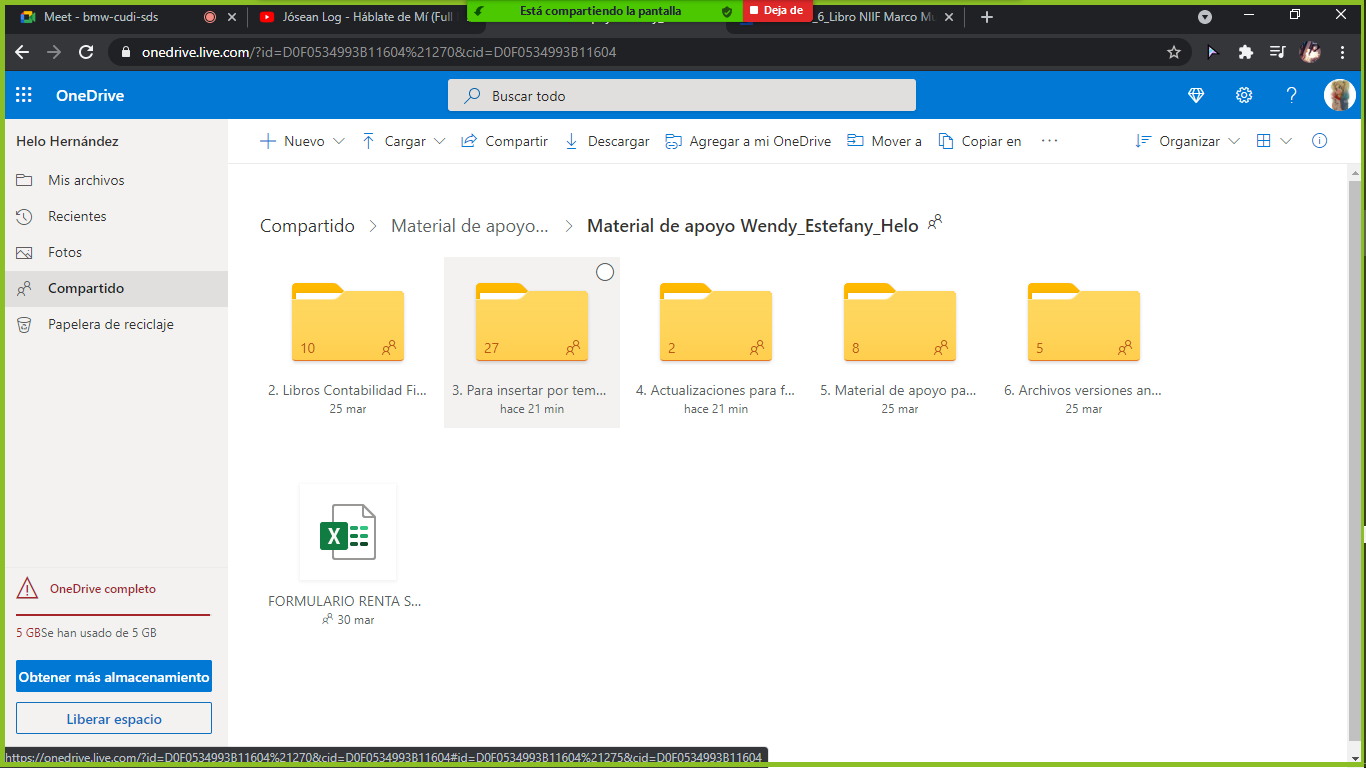 Meet - bmw-cudi-sds
Jósean Log - Háblate de Mí (Full
Está compartiendo la pantalla
Deja de
_6_Libro NIIF Marco
onedrive.live.com/?id=D0F0534993B11604%21270&cid=D0F0534993B11604
OneDrive
Buscar todo
Helo Hernández
Nuevo
Cargar
Compartir
Descargar
Agregar a mi OneDrive
Mover a
Copiar en
Organizar
Mis archivos
Recientes
Fotos
Compartido
Papelera de reciclaje
Compartido > Material de apoyo... > Material de apoyo Wendy_Estefany_Helo
10
27
2
8
5
2. Libros Contabilidad Fi...
3. Para insertar por tem...
4. Actualizaciones para f...
5. Material de apoyo pa...
6. Archivos versiones an...
25 mar
hace 21 min
hace 21 min
25 mar
25 mar
X
FORMULARIO RENTA S...
30 mar
OneDrive completo
5 GBSe han usado de 5 GB
Obtener más almacenamiento
Liberar espacio
https://onedrive.live.com/?id=D0F0534993B11604%21270&cid=D0F0534993B11604#id=D0F0534993B11604%21275&cid=D0F0534993B11604